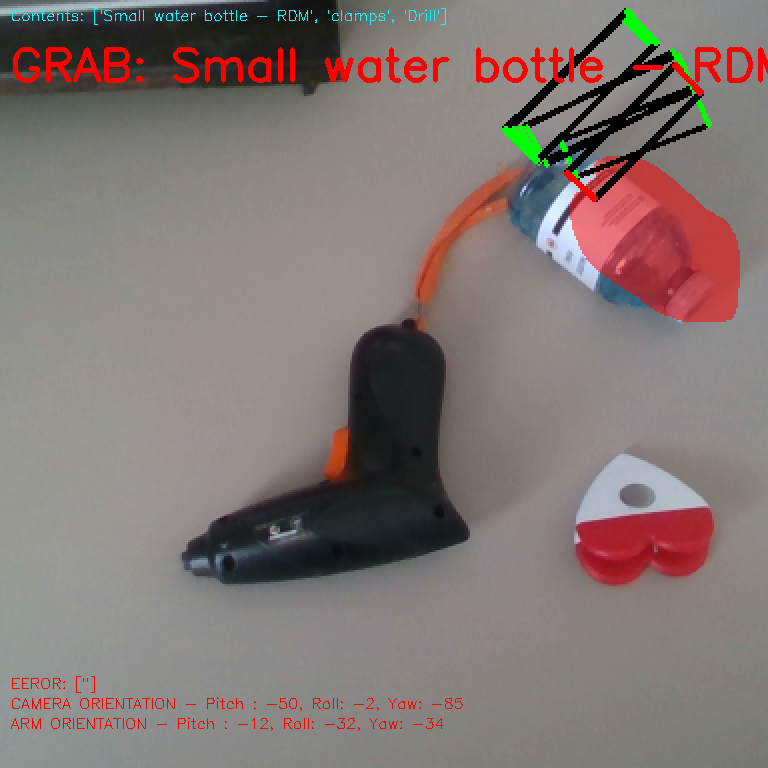 Contents: ['Small water bottle - RDM', 'clamps', 'Drill']
GRAB: Small water bottle - RDM
EEROR: ['']
CAMERA ORIENTATION - Pitch : -50, Roll: -2, Yaw: -85
ARM ORIENTATION - Pitch : -12, Roll: -32, Yaw: -34